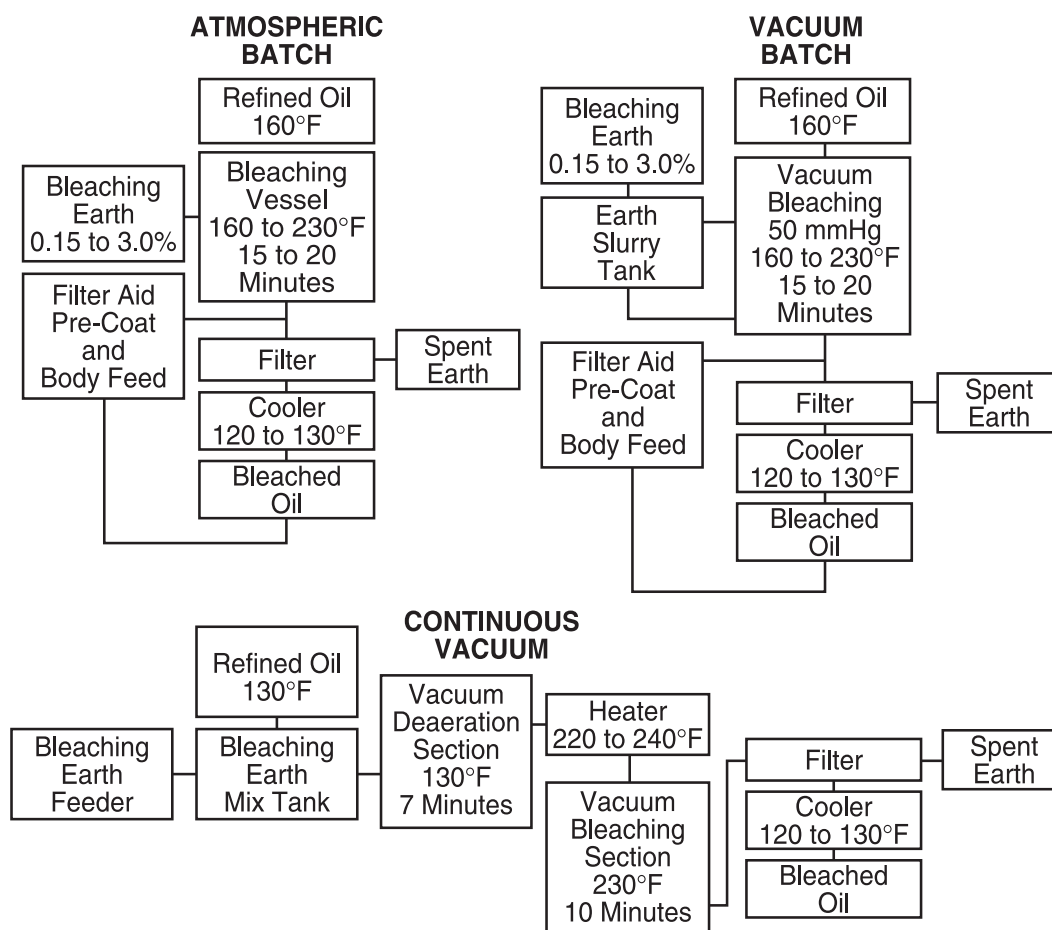 ATMOSPHERIC
BATCH
Refined Oil
160°F
Bleaching
Earth
0.15 to 3.0%
Bleaching
Vessel
160 to 230°F
15 to 20
Minutes
Filter Aid
Pre-Coat
and
Body Feed
Filter
Spent
Earth
Cooler
120 to 130°F
Bleached
Oil
VACUUM
BATCH
Bleaching
Earth
0.15 to 3.0%
Refined Oil
160°F
Earth
Slurry
Tank
Vacuum
Bleaching
50 mmHg
160 to 230°F
15 to 20
Minutes
Filter Aid
Pre-Coat
and
Body Feed
Filter
Spent
Earth
Cooler
120 to 130°F
Bleached
Oil
CONTINUOUS
VACUUM
Refined Oil
130°F
Bleaching
Earth
Feeder
Bleaching
Earth
Mix Tank
Vacuum
Deaeration
Section
130°F
7 Minutes
Heater
220 to 240°F
Vacuum
Bleaching
Section
230°F
10 Minutes
Filter
Spent
Earth
Cooler
120 to 130°F
Bleached
Oil